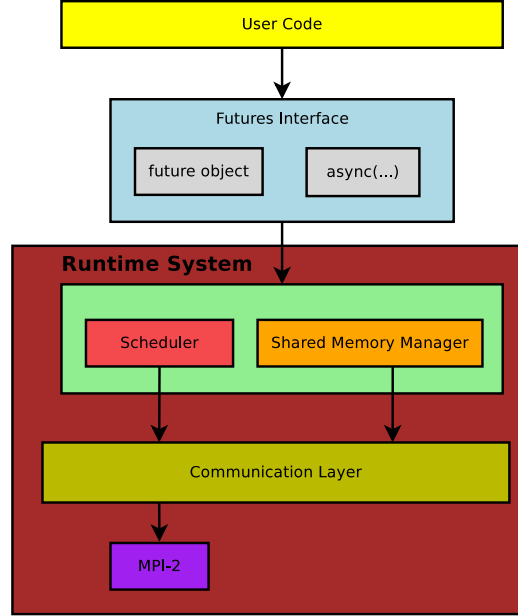 User Code
Futures Interface
future object
async(...)
Runtime System
Scheduler
Shared Memory Manager
Communication Layer
MPI-2